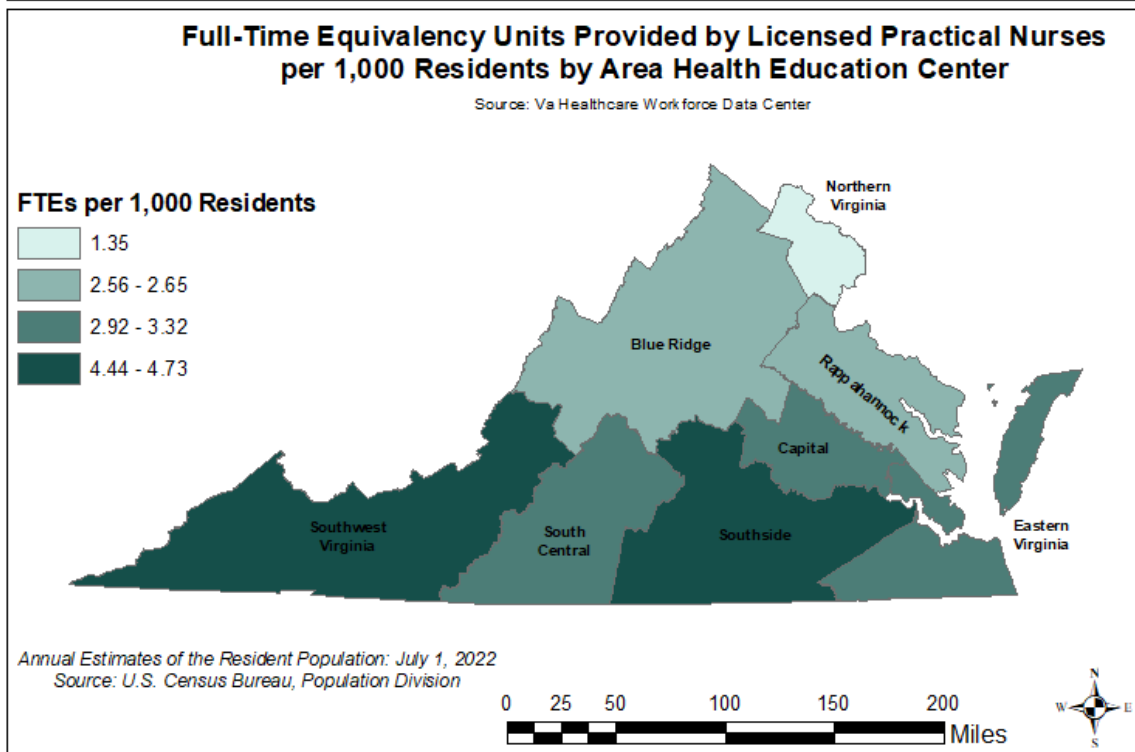 Full-Time Equivalency Units Provided by Licensed Practical Nurses
per 1,000 Residents by Area Health Education Center
Source: Va Healthcare Workforce Data Center
FTEs per 1,000 Residents
1.35
2.56 - 2.65
2.92 - 3.32
4.44 - 4.73
Northern
Virginia
Blue Ridge
Rappahannock
Capital
Southwest
Virginia
South
Central
Southside
Eastern
Virginia
Annual Estimates of the Resident Population: July 1, 2022
Source: U.S. Census Bureau, Population Division
0 25 50 100 150 200
Miles
N
W E
S